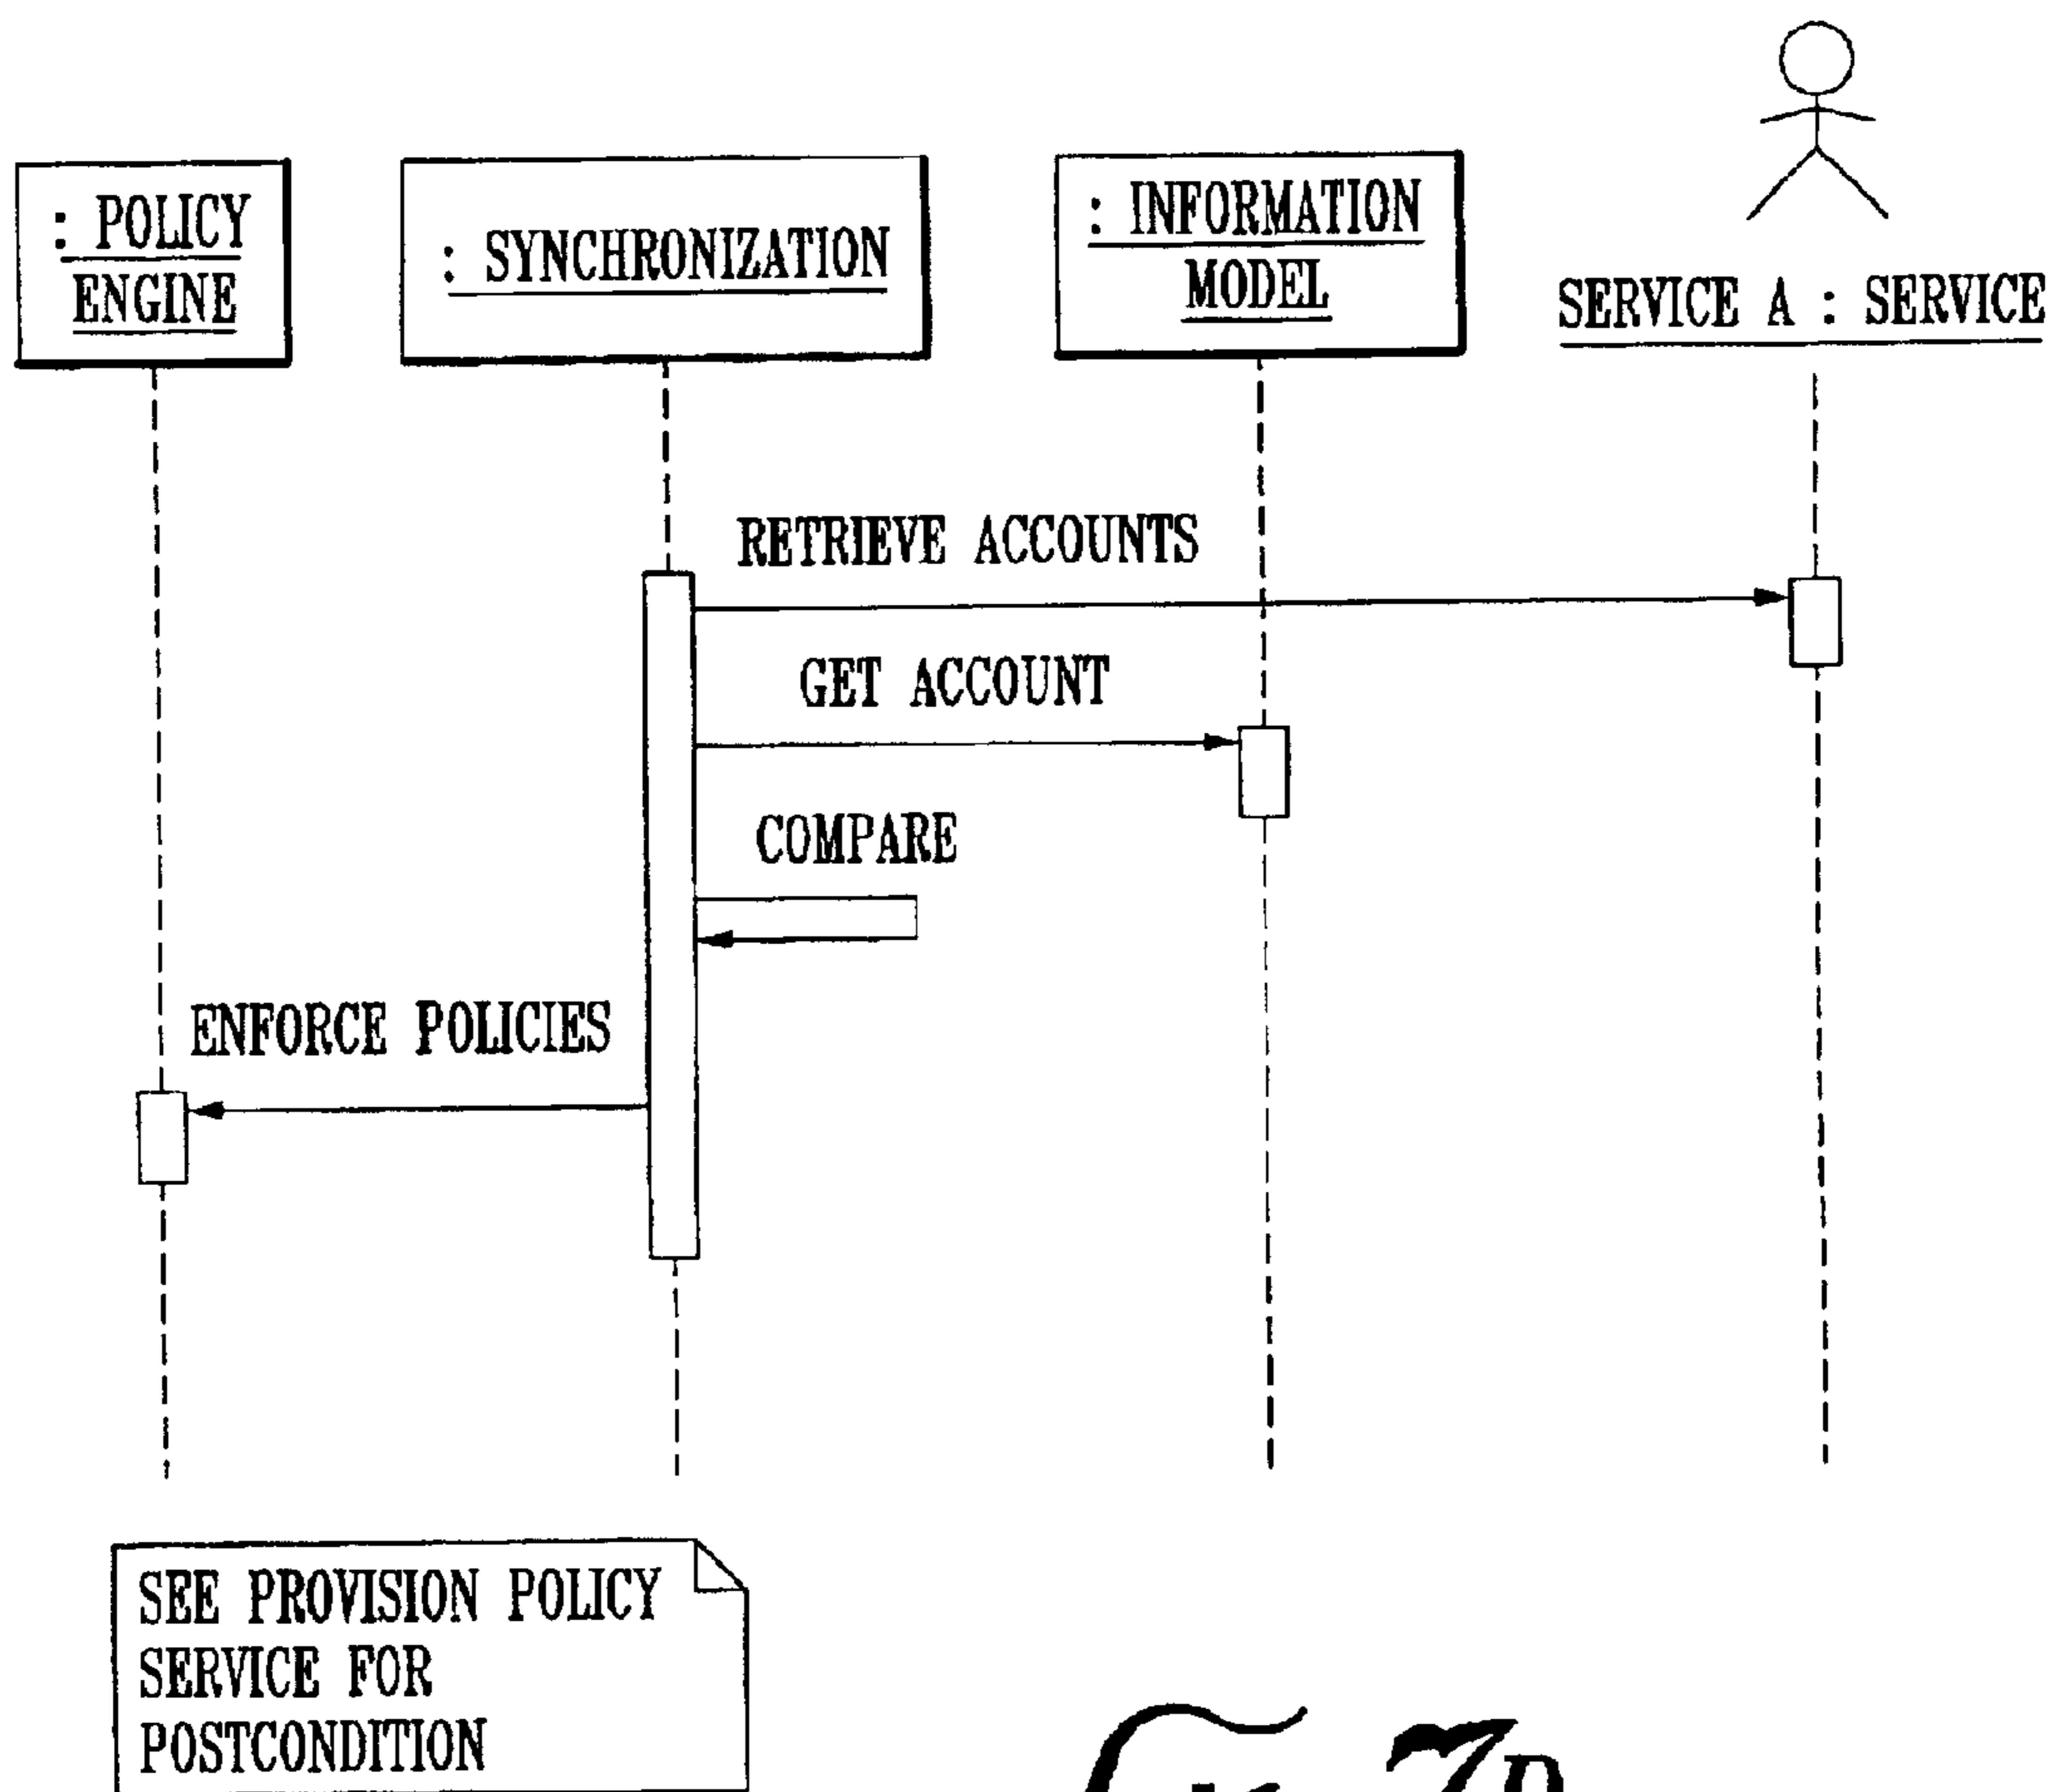 : POLICY
ENGINE
: SYNCHRONIZATION
: INFORMATION
MODEL
SERVICE A : SERVICE
RETRIEVE ACCOUNTS
GET ACCOUNT
COMPARE
ENFORCE POLICIES
SEE PROVISION POLICY
SERVICE FOR
POSTCONDITION